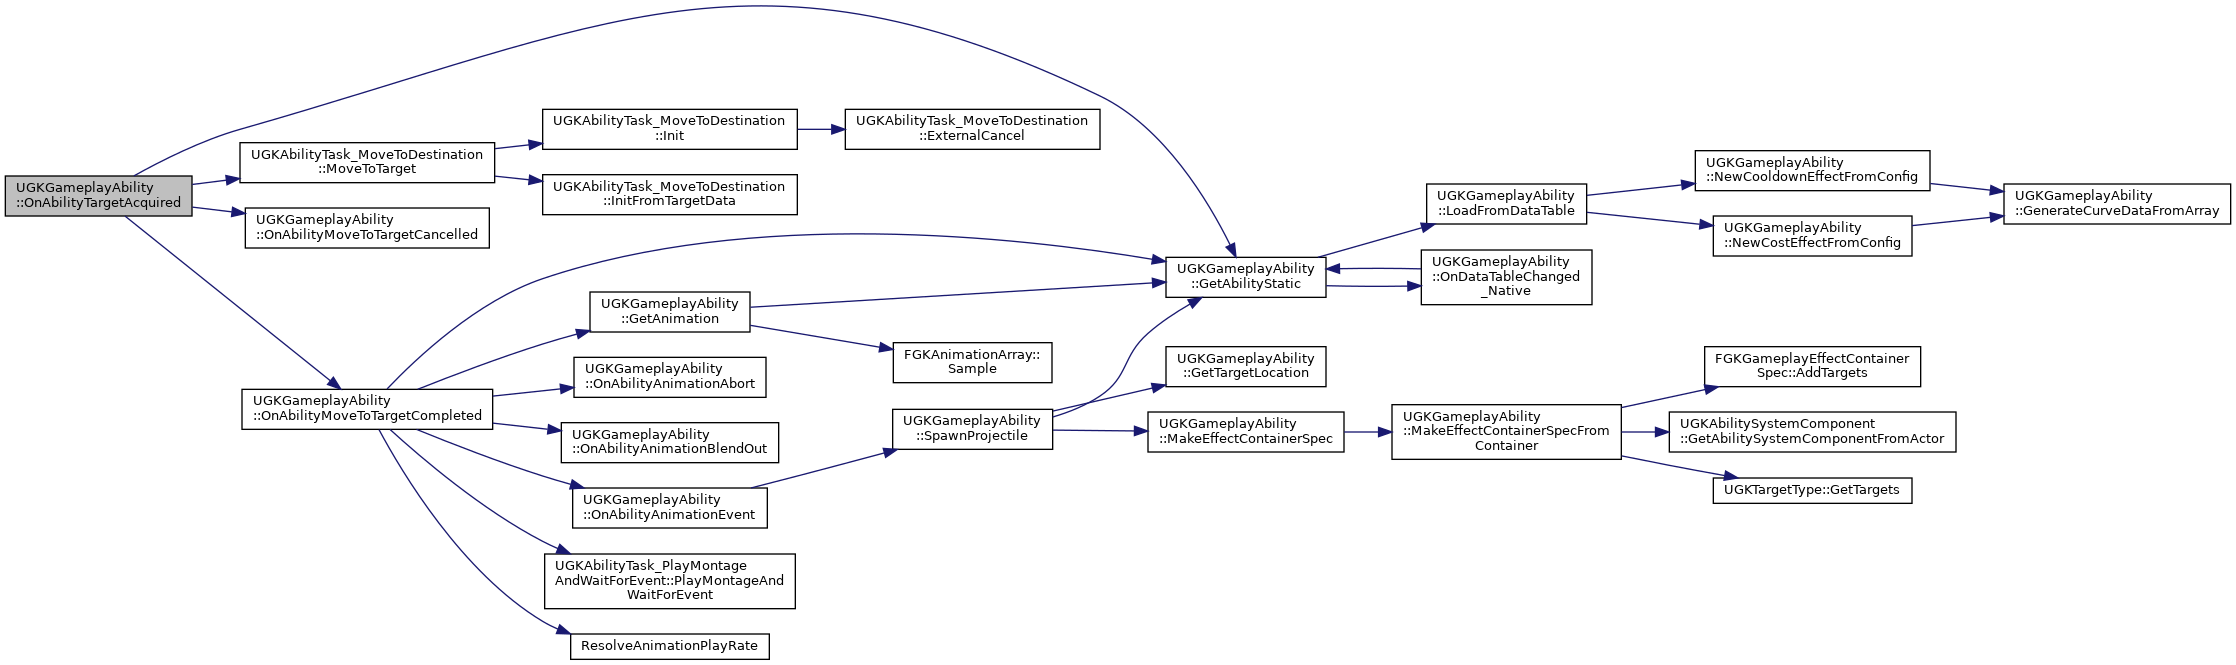 UGKGameplayAbility
::OnAbilityTargetAcquired
UGKAbilityTask_MoveToDestination
::MoveToTarget
UGKGameplayAbility
::OnAbilityMoveToTargetCancelled
UGKGameplayAbility
::OnAbilityMoveToTargetCompleted
UGKAbilityTask_MoveToDestination
::Init
UGKAbilityTask_MoveToDestination
::InitFromTargetData
UGKAbilityTask_MoveToDestination
::ExternalCancel
UGKGameplayAbility
::GetAnimation
UGKGameplayAbility
::OnAbilityAnimationAbort
UGKGameplayAbility
::OnAbilityAnimationBlendOut
UGKGameplayAbility
::OnAbilityAnimationEvent
UGKAbilityTask_PlayMontage
AndWaitForEvent::PlayMontageAnd
WaitForEvent
ResolveAnimationPlayRate
FGKAnimationArray::
Sample
UGKGameplayAbility
::SpawnProjectile
UGKGameplayAbility
::GetAbilityStatic
UGKGameplayAbility
::GetTargetLocation
UGKGameplayAbility
::MakeEffectContainerSpec
UGKGameplayAbility
::LoadFromDataTable
UGKGameplayAbility
::OnDataTableChanged
_Native
UGKGameplayAbility
::MakeEffectContainerSpecFrom
Container
UGKGameplayAbility
::NewCooldownEffectFromConfig
UGKGameplayAbility
::NewCostEffectFromConfig
UGKGameplayAbility
::GenerateCurveDataFromArray
FGKGameplayEffectContainer
Spec::AddTargets
UGKAbilitySystemComponent
::GetAbilitySystemComponentFromActor
UGKTargetType::GetTargets